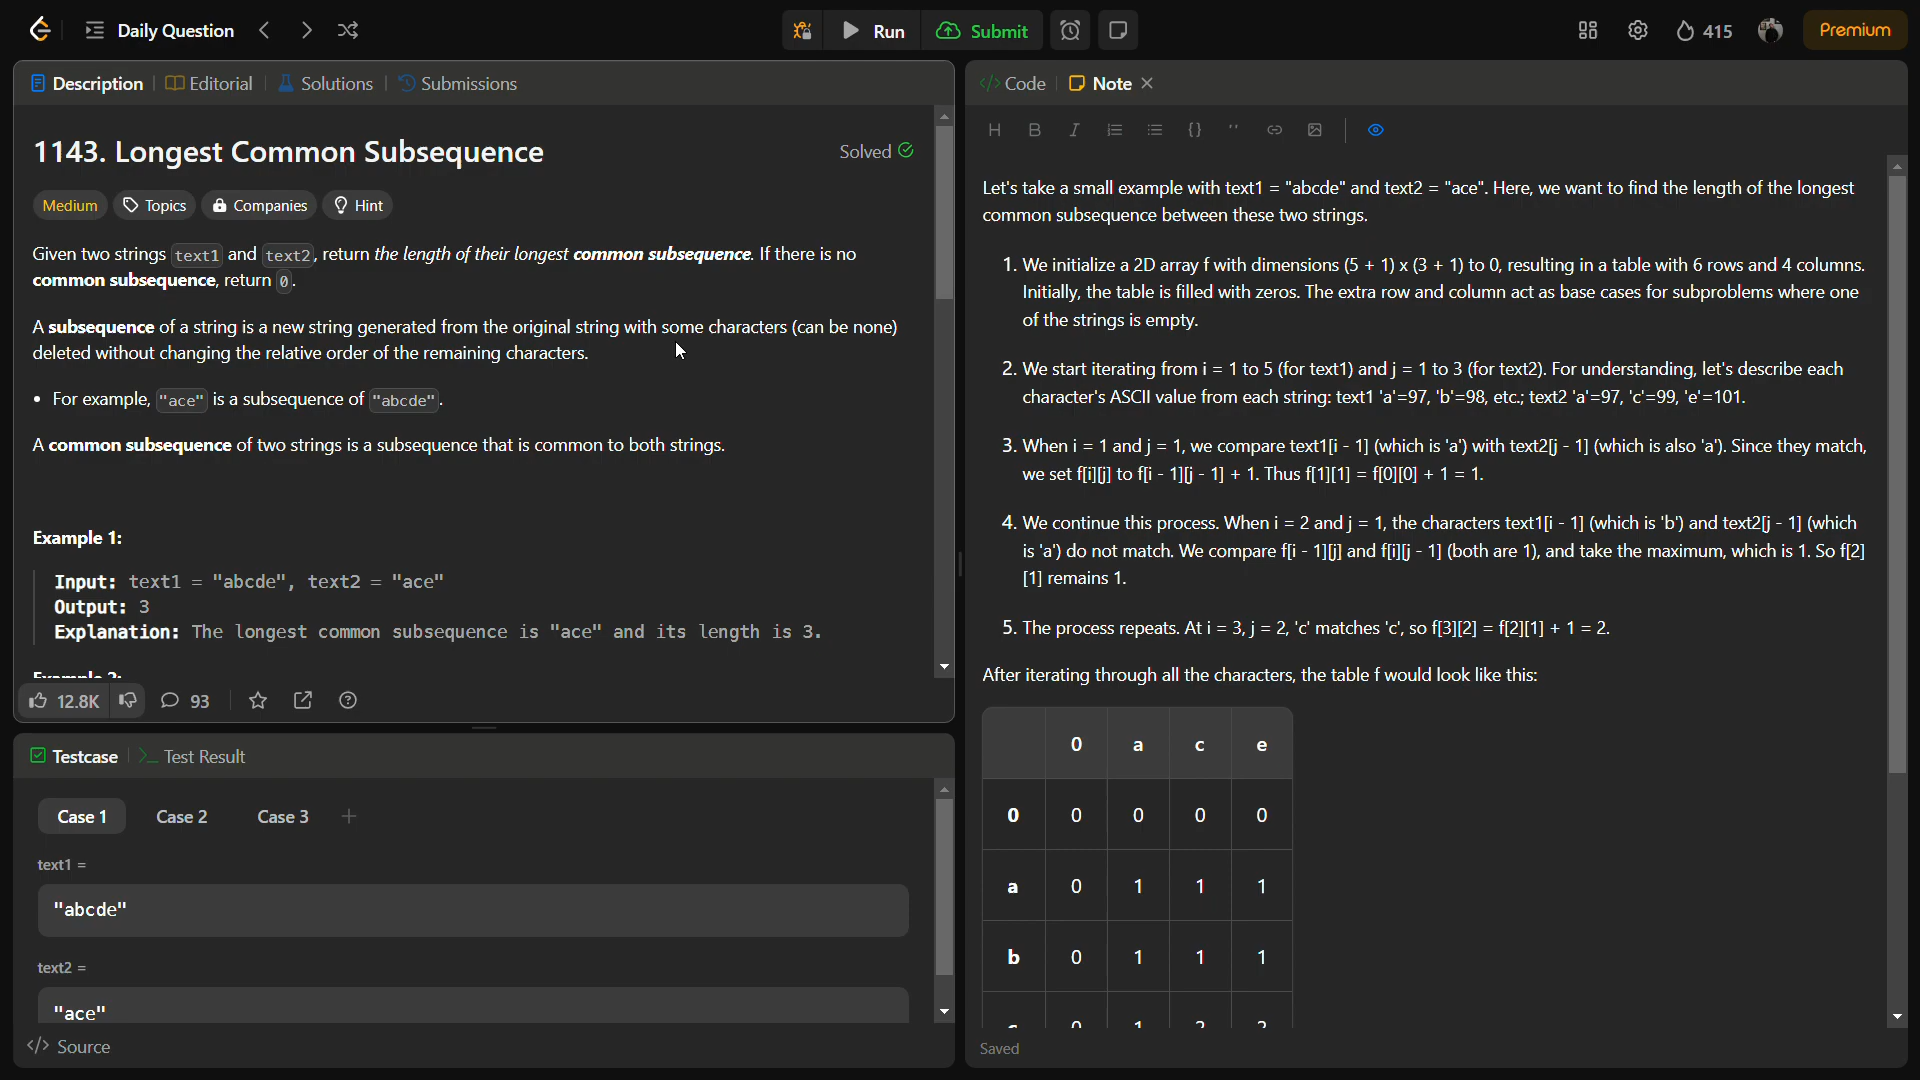 Daily Question
Run
Submit
415
Premium
Description
Editorial
Solutions
Submissions
1143. Longest Common Subsequence
Solved
Medium
Topics
Companies
Hint
Given two strings text1 and text2, return the length of their longest common subsequence. If there is no
common subsequence, return 0.
A subsequence of a string is a new string generated from the original string with some characters (can be none)
deleted without changing the relative order of the remaining characters.
• For example, "ace" is a subsequence of "abcde".
A common subsequence of two strings is a subsequence that is common to both strings.
Example 1:
Input: text1 = "abcde", text2 = "ace"
Output: 3
Explanation: The longest common subsequence is "ace" and its length is 3.
Example 2:
12.8K
93
Testcase
Test Result
Case 1
Case 2
Case 3
text1 =
"abcde"
text2 =
"ace"
Source
Code
Note
Let's take a small example with text1 = "abcde" and text2 = "ace". Here, we want to find the length of the longest
common subsequence between these two strings.
1. We initialize a 2D array f with dimensions (5 + 1) x (3 + 1) to 0, resulting in a table with 6 rows and 4 columns.
Initially, the table is filled with zeros. The extra row and column act as base cases for subproblems where one
of the strings is empty.
2. We start iterating from i = 1 to 5 (for text1) and j = 1 to 3 (for text2). For understanding, let's describe each
character's ASCII value from each string: text1 'a'=97, 'b'=98, etc.; text2 'a'=97, 'c'=99, 'e'=101.
3. When i = 1 and j = 1, we compare text1[i - 1] (which is 'a') with text2[j - 1] (which is also 'a'). Since they match,
we set f[i][j] to f[i - 1][j - 1] + 1. Thus f[1][1] = f[0][0] + 1 = 1.
4. We continue this process. When i = 2 and j = 1, the characters text1[i - 1] (which is 'b') and text2[j - 1] (which
is 'a') do not match. We compare f[i - 1][j] and f[i][j - 1] (both are 1), and take the maximum, which is 1. So f[2]
[1] remains 1.
5. The process repeats. At i = 3, j = 2, 'c' matches 'c', so f[3][2] = f[2][1] + 1 = 2.
After iterating through all the characters, the table f would look like this:
0 a c e
0 0 0 0 0
a 0 1 1 1
b 0 1 1 1
c 0 1 2 2
Saved